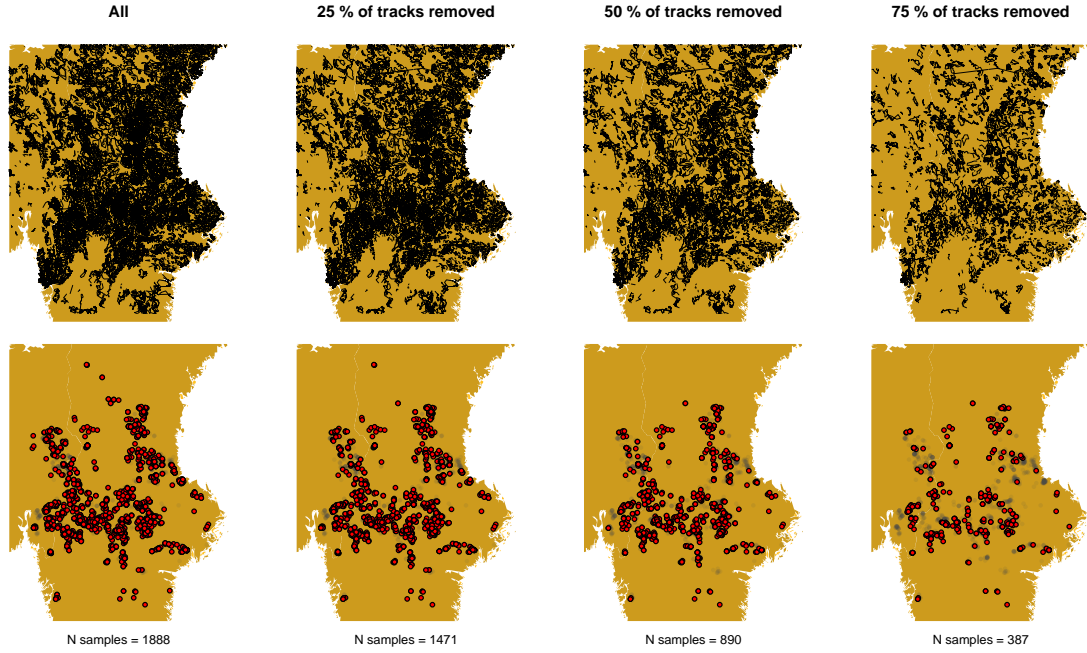 All
25 % of tracks removed
50 % of tracks removed
75 % of tracks removed
N samples = 1888
N samples = 1471
N samples = 890
N samples = 387